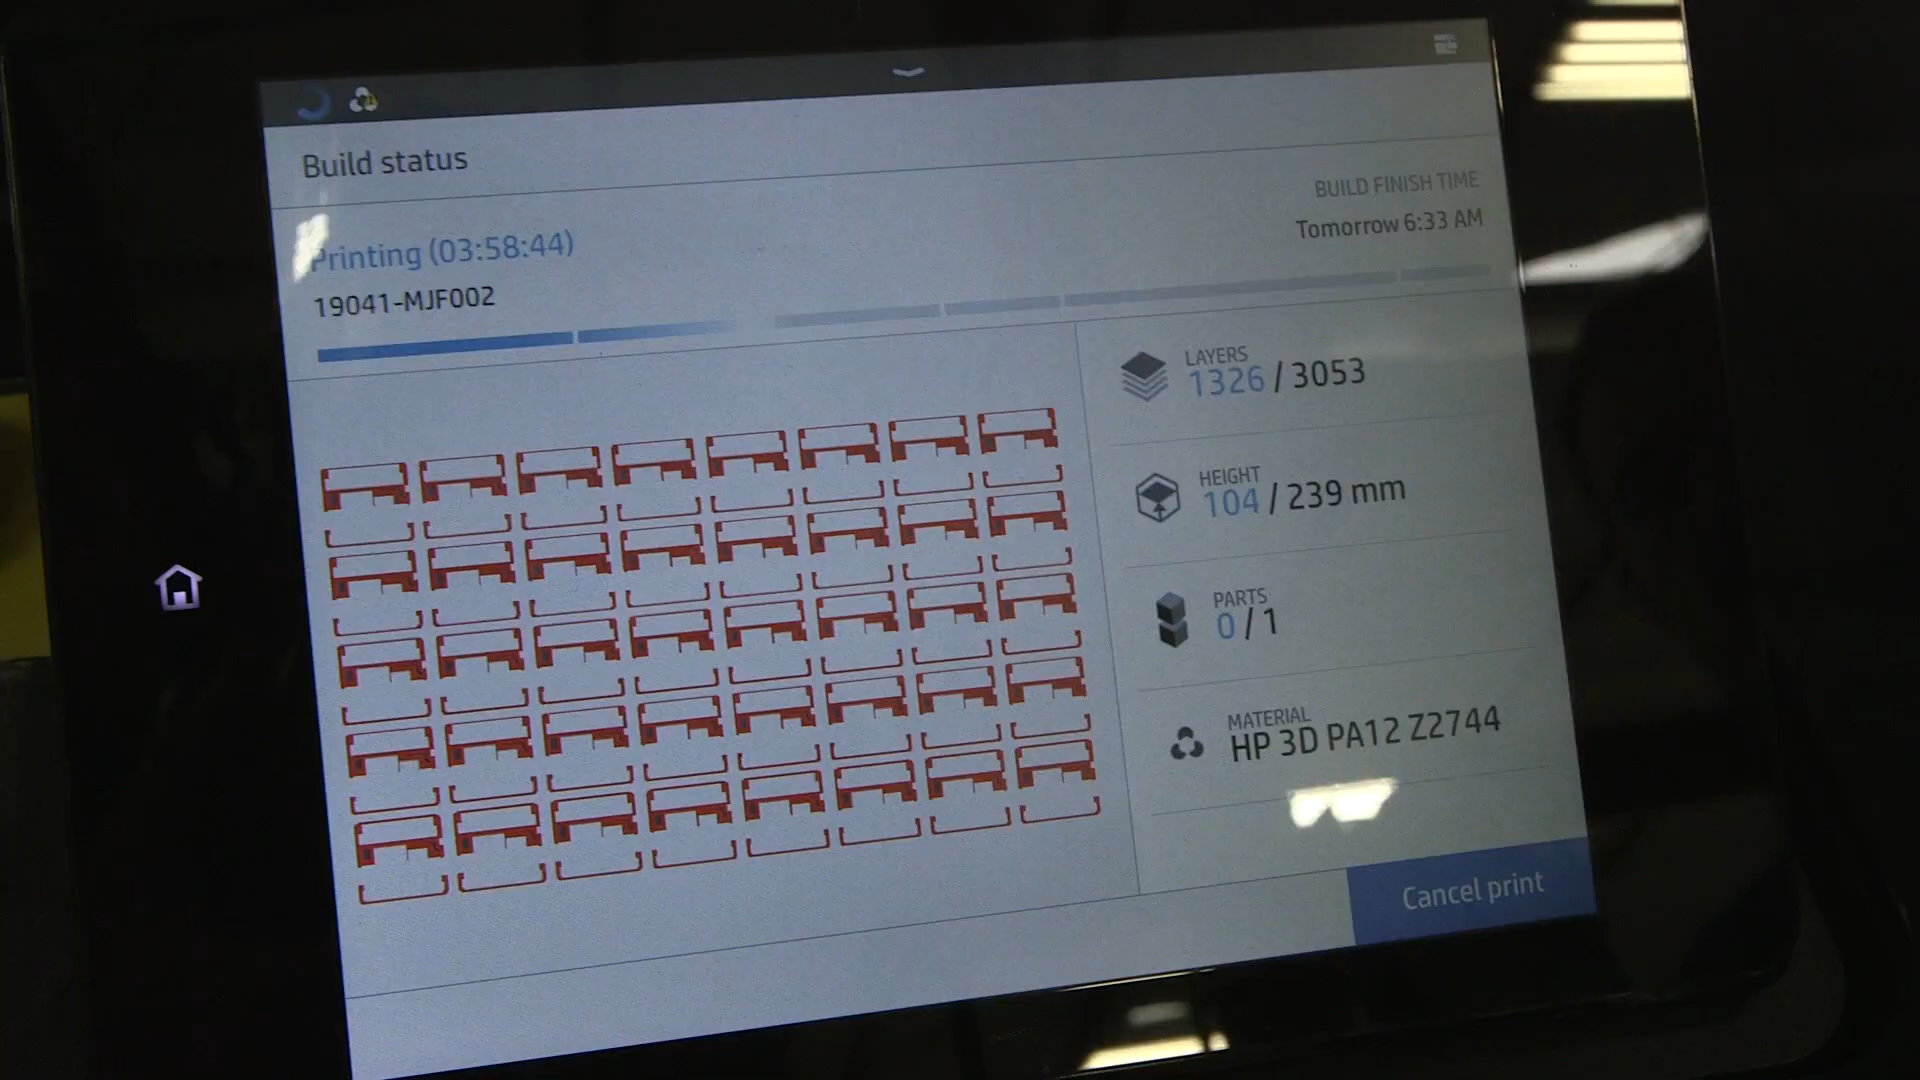 Build status
BUILD FINISH TIME
Tomorrow 6:33 AM
Printing (03:58:44)
19041-MJF002
LAYERS
1326 / 3053
HEIGHT
104 / 239 mm
PARTS
0 / 1
MATERIAL
HP 3D PA12 Z2744
Cancel print